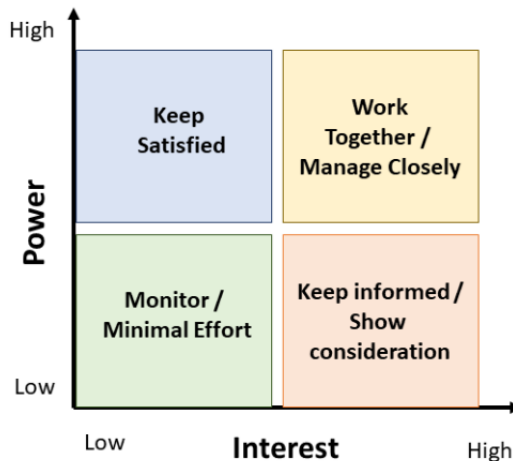 High
Keep
Satisfied
Work
Together /
Manage Closely
Power
Monitor /
Minimal Effort
Keep informed /
Show
consideration
Low
Low
Interest
High